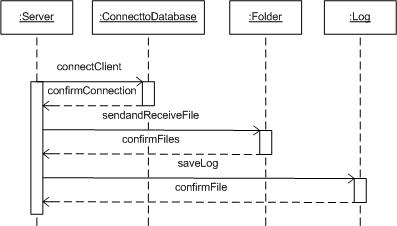 :Server
:ConnecttoDatabase
:Folder
:Log
connectClient
confirmConnection
sendandReceiveFile
confirmFiles
saveLog
confirmFile